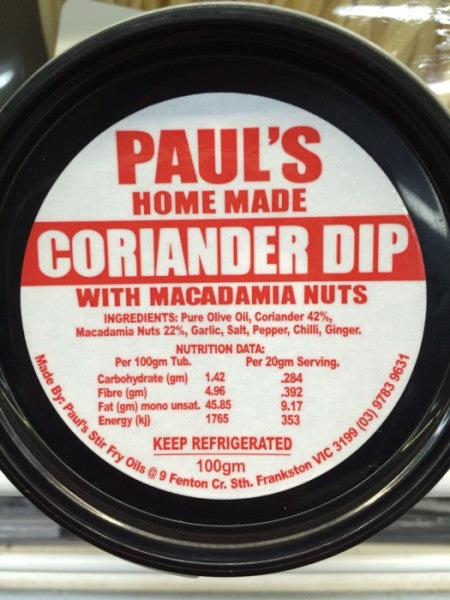 PAUL'S
HOME MADE
CORIANDER DIP
WITH MACADAMIA NUTS
INGREDIENTS: Pure Olive Oil, Coriander 42%,
Macadamia Nuts 22%, Garlic, Salt, Pepper, Chilli, Ginger.
NUTRITION DATA:
Per 100gm Tub. Per 20gm Serving.
Carbohydrate (gm) 1.42 .284
Fibre (gm) 4.96 .392
Fat (gm) mono unsat. 45.85 9.17
Energy (kj) 1765 353
KEEP REFRIGERATED
100gm
Made By: Paul's Stir Fry Oils @ 9 Fenton Cr. Sth. Frankston VIC 3199 (03) 9783 9631